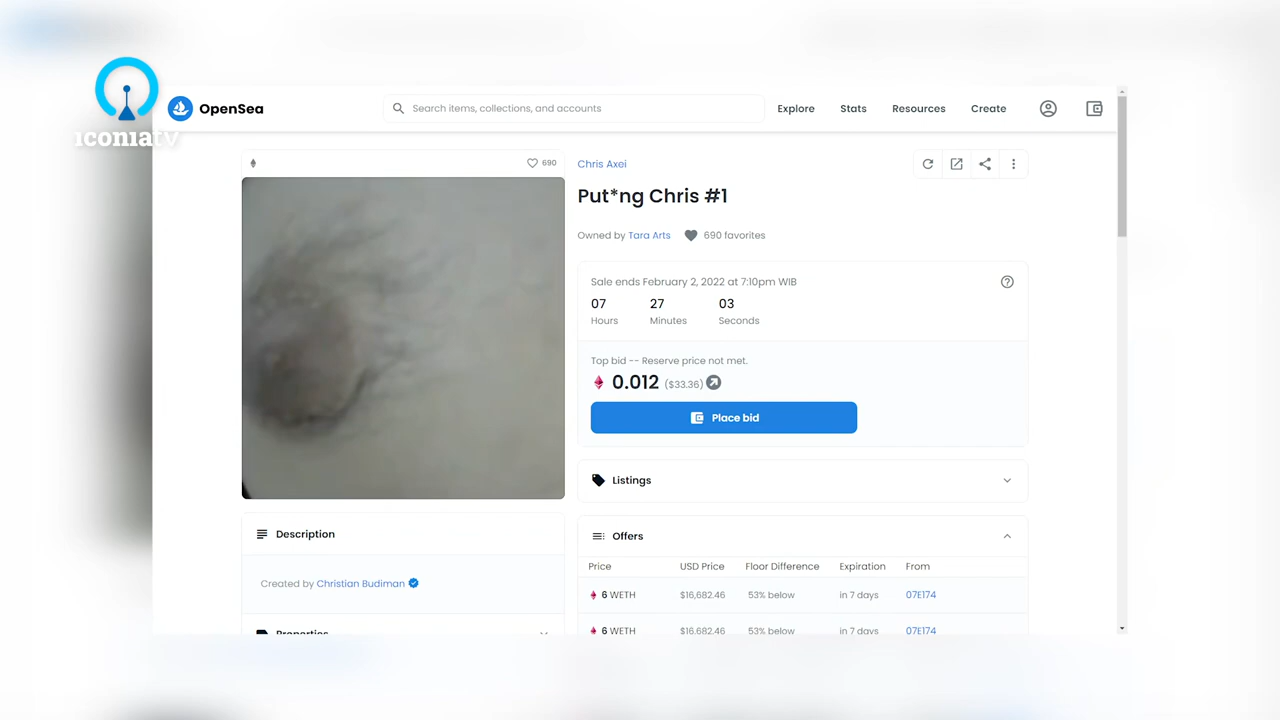 iconiatv
OpenSea
Search items, collections, and accounts
Explore
Stats
Resources
Create
690
Chris Axei
Put*ng Chris #1
Owned by Tara Arts
690 favorites
Sale ends February 2, 2022 at 7:10pm WIB
07 27 03
Hours Minutes Seconds
Top bid -- Reserve price not met.
0.012 ($33.36)
Place bid
Listings
Description
Created by Christian Budiman
Properties
Offers
Price USD Price Floor Difference Expiration From
6 WETH $16,682.46 53% below in 7 days 07E174
6 WETH $16,682.46 53% below in 7 days 07E174